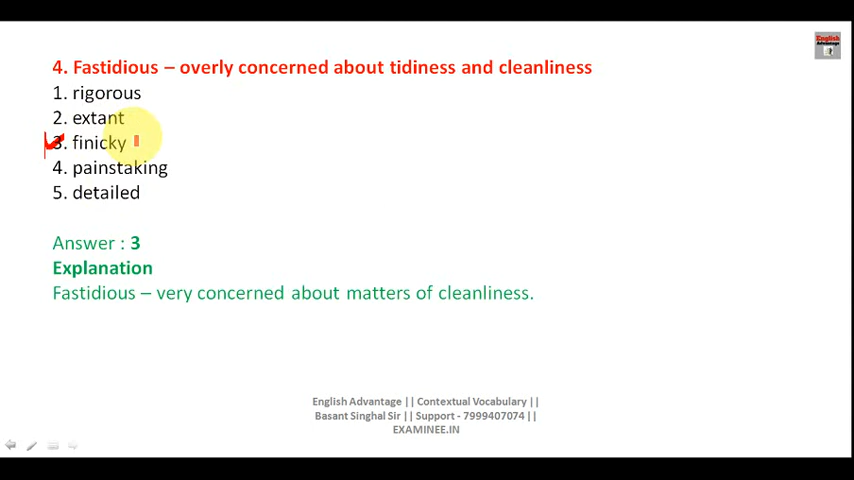 English
Advantage
4. Fastidious – overly concerned about tidiness and cleanliness
1. rigorous
2. extant
3. finicky
4. painstaking
5. detailed
Answer : 3
Explanation
Fastidious – very concerned about matters of cleanliness.
English Advantage || Contextual Vocabulary ||
Basant Singhal Sir || Support - 7999407074 ||
EXAMINEE.IN